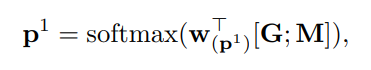 p¹ = softmax(w⊤(p¹)[G; M]),